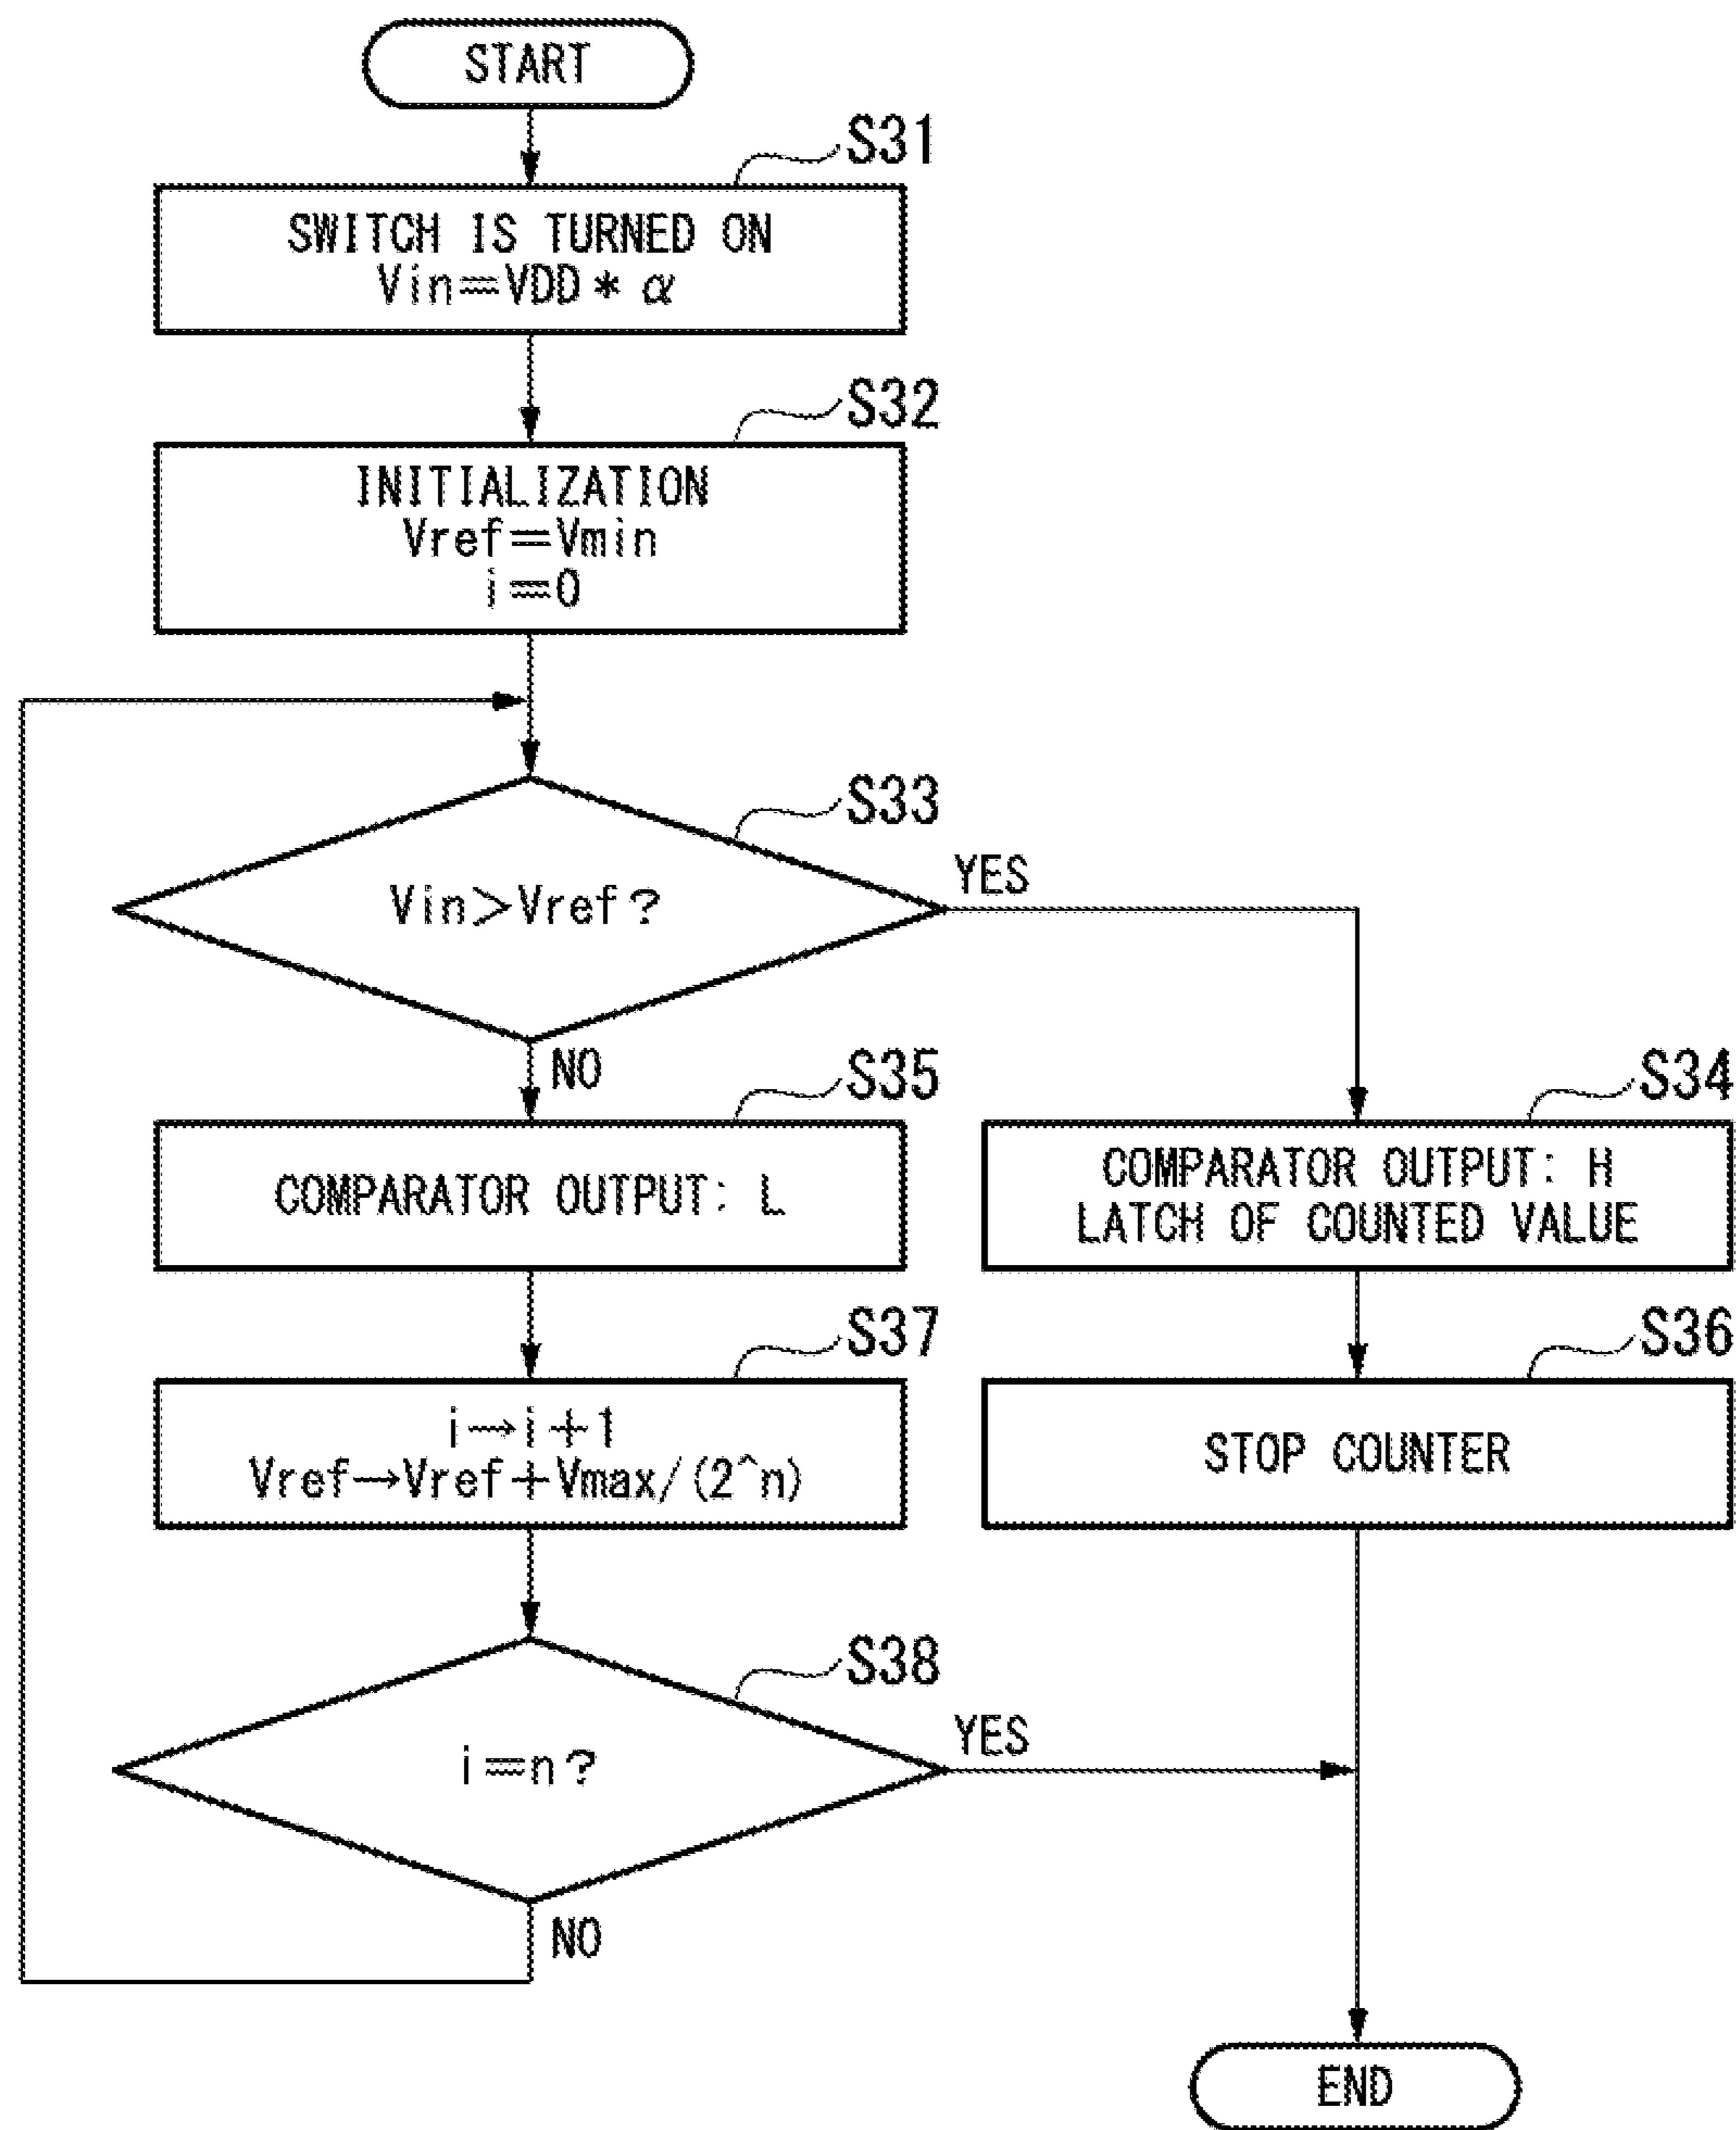 START
S31
SWITCH IS TURNED ON
Vin=VDD* α
S32
INITIALIZATION
Vref=Vmin
i=0
S33
Vin>Vref?
YES
NO
S35
COMPARATOR OUTPUT: L
S34
COMPARATOR OUTPUT: H
LATCH OF COUNTED VALUE
S37
i→i+1
Vref→Vref+Vmax/(2^n)
S36
STOP COUNTER
S38
i=n?
YES
NO
END